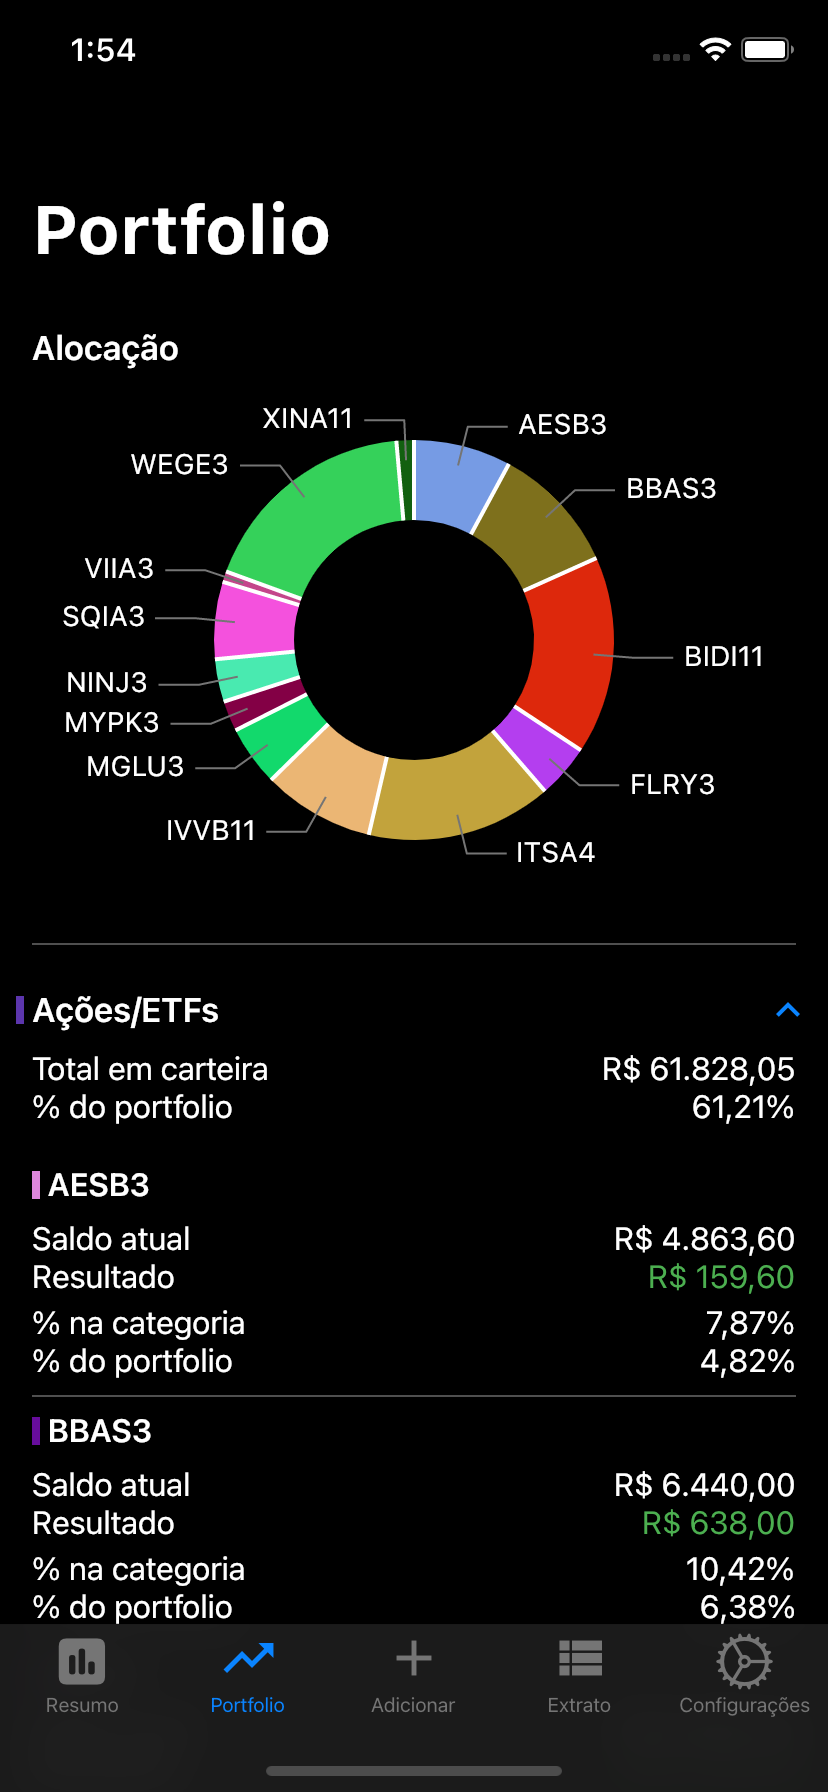 1:54
Portfolio
Alocação
XINA11
AESB3
WEGE3
BBAS3
VIIA3
SQIA3
BIDI11
NINJ3
MYPK3
MGLU3
FLRY3
IVVB11
ITSA4
Ações/ETFs
Total em carteira R$ 61.828,05
% do portfolio 61,21%
AESB3
Saldo atual R$ 4.863,60
Resultado R$ 159,60
% na categoria 7,87%
% do portfolio 4,82%
BBAS3
Saldo atual R$ 6.440,00
Resultado R$ 638,00
% na categoria 10,42%
% do portfolio 6,38%
Resumo Portfolio Adicionar Extrato Configurações